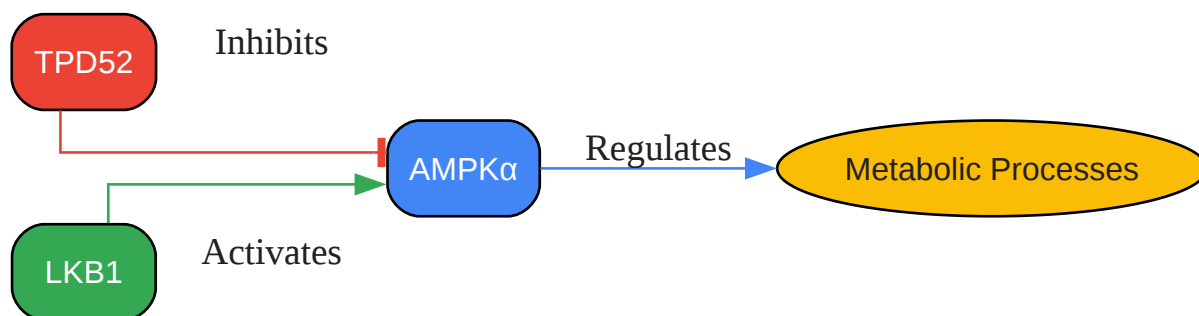 TPD52
Inhibits
AMPKα
Regulates
Metabolic Processes
LKB1
Activates